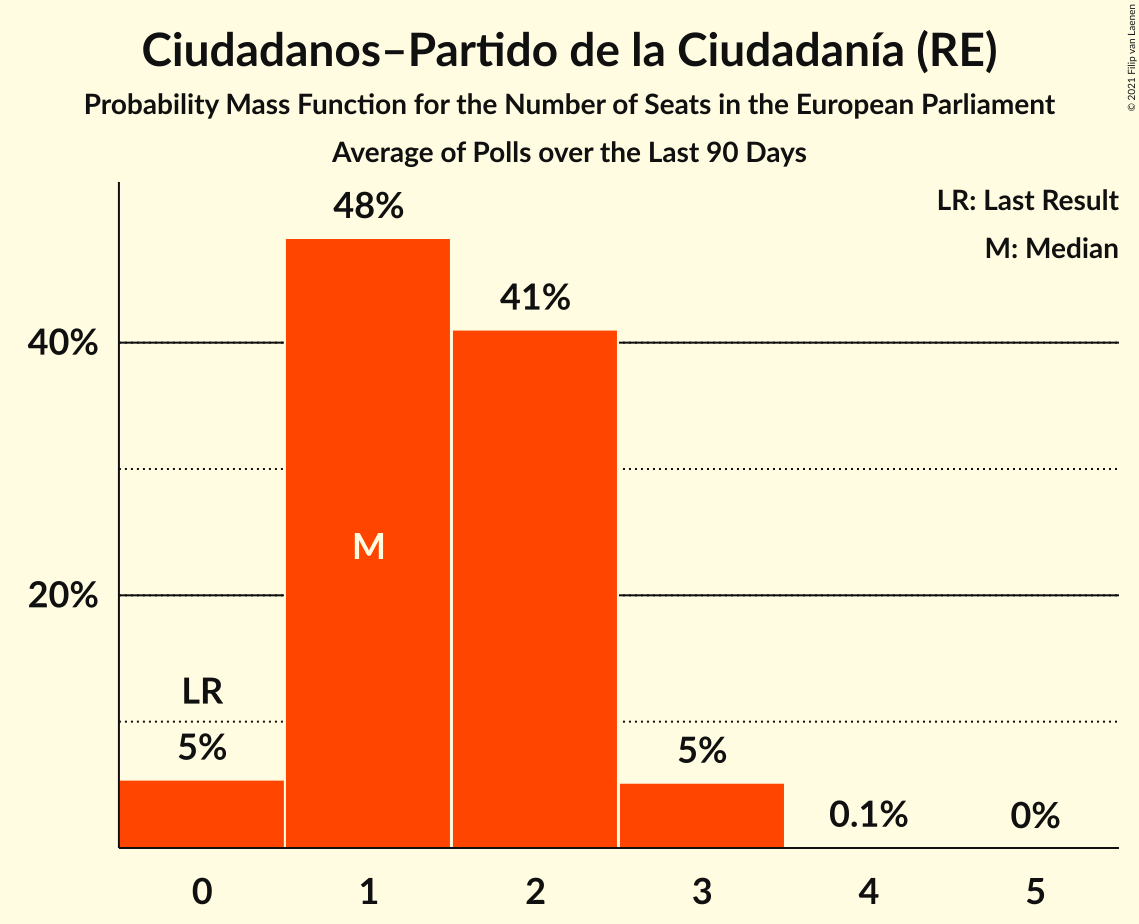 Ciudadanos–Partido de la Ciudadanía (RE)
Probability Mass Function for the Number of Seats in the European Parliament
Average of Polls over the Last 90 Days
© 2021 Filip van Laenen
LR: Last Result
M: Median
48%
41%
40%
M
20%
LR
5%
5%
0.1%
0%
0 1 2 3 4 5